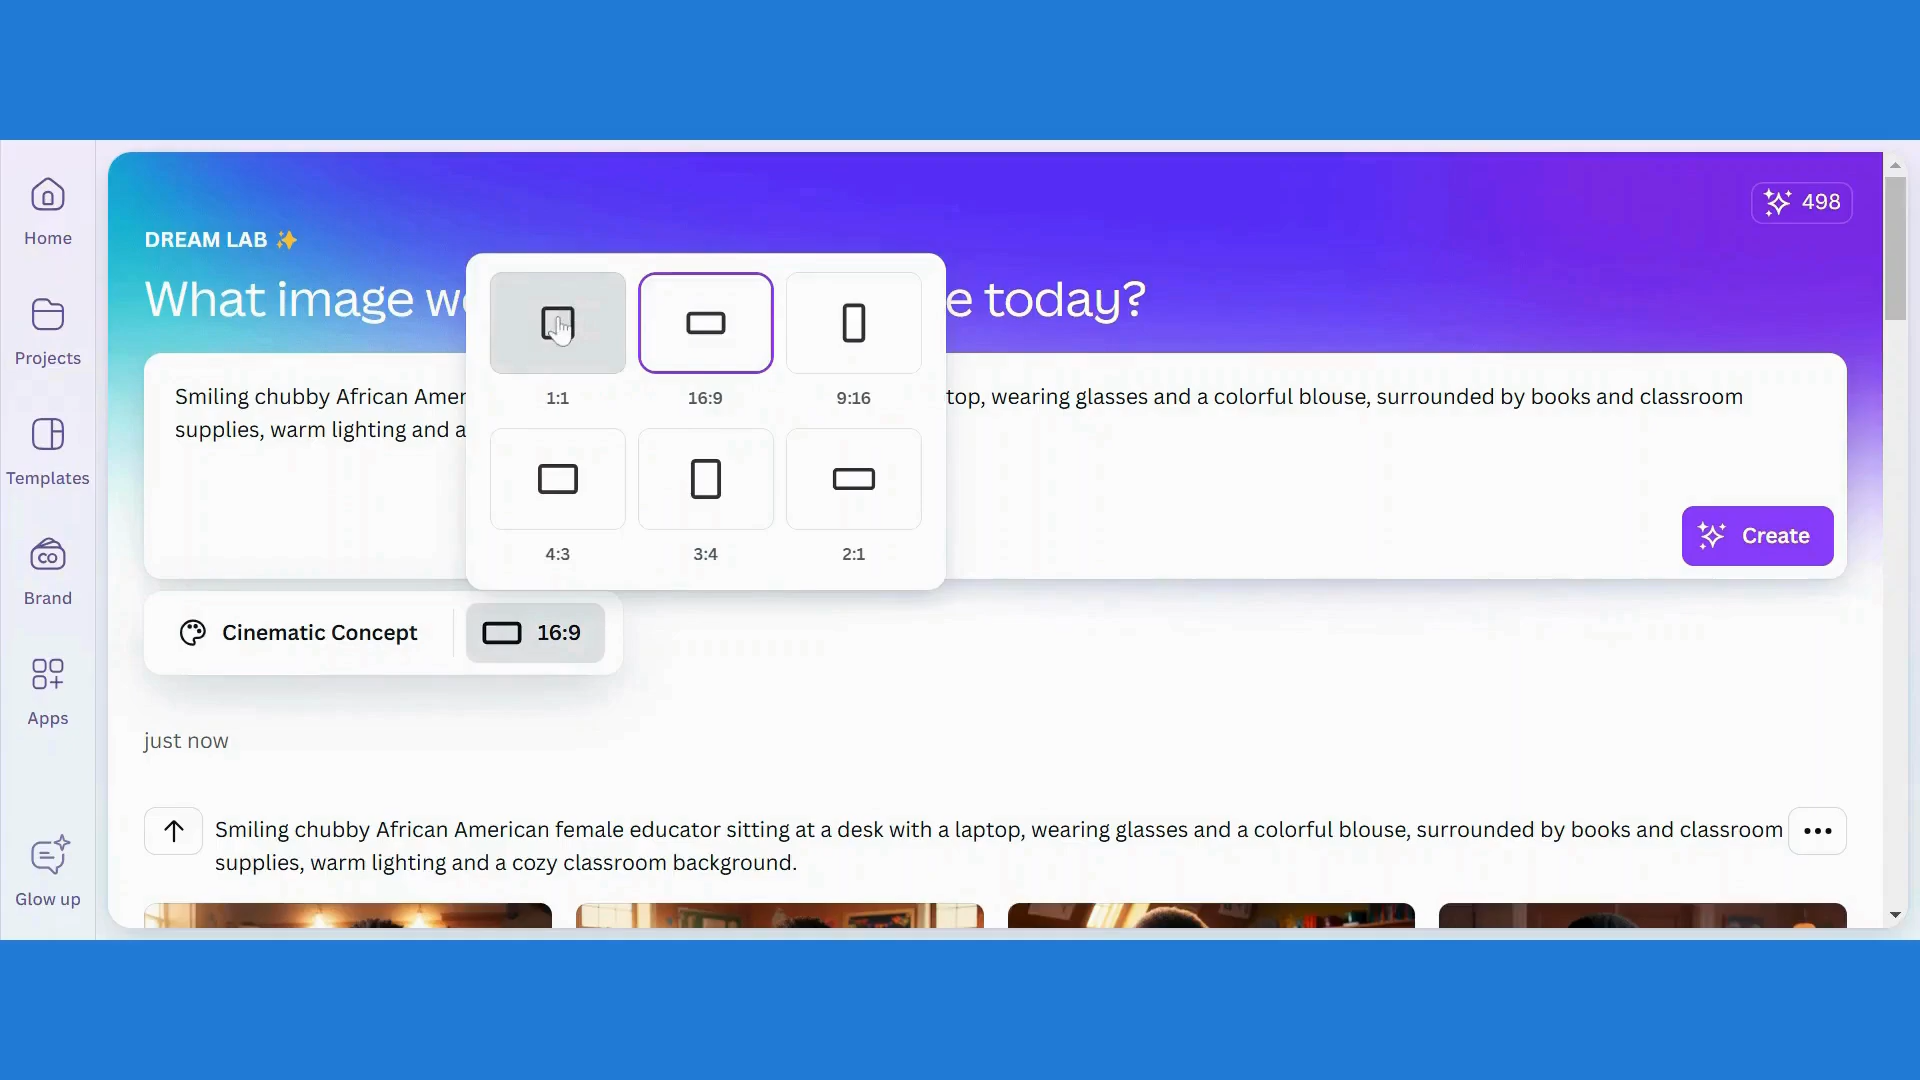 Home
Projects
Templates
CO
Brand
Apps
Glow up
498
DREAM LAB ✨
What image we
e today?
Smiling chubby African Amer
top, wearing glasses and a colorful blouse, surrounded by books and classroom
supplies, warm lighting and a
1:1
16:9
9:16
4:3
3:4
2:1
Create
Cinematic Concept
16:9
just now
Smiling chubby African American female educator sitting at a desk with a laptop, wearing glasses and a colorful blouse, surrounded by books and classroom
supplies, warm lighting and a cozy classroom background.